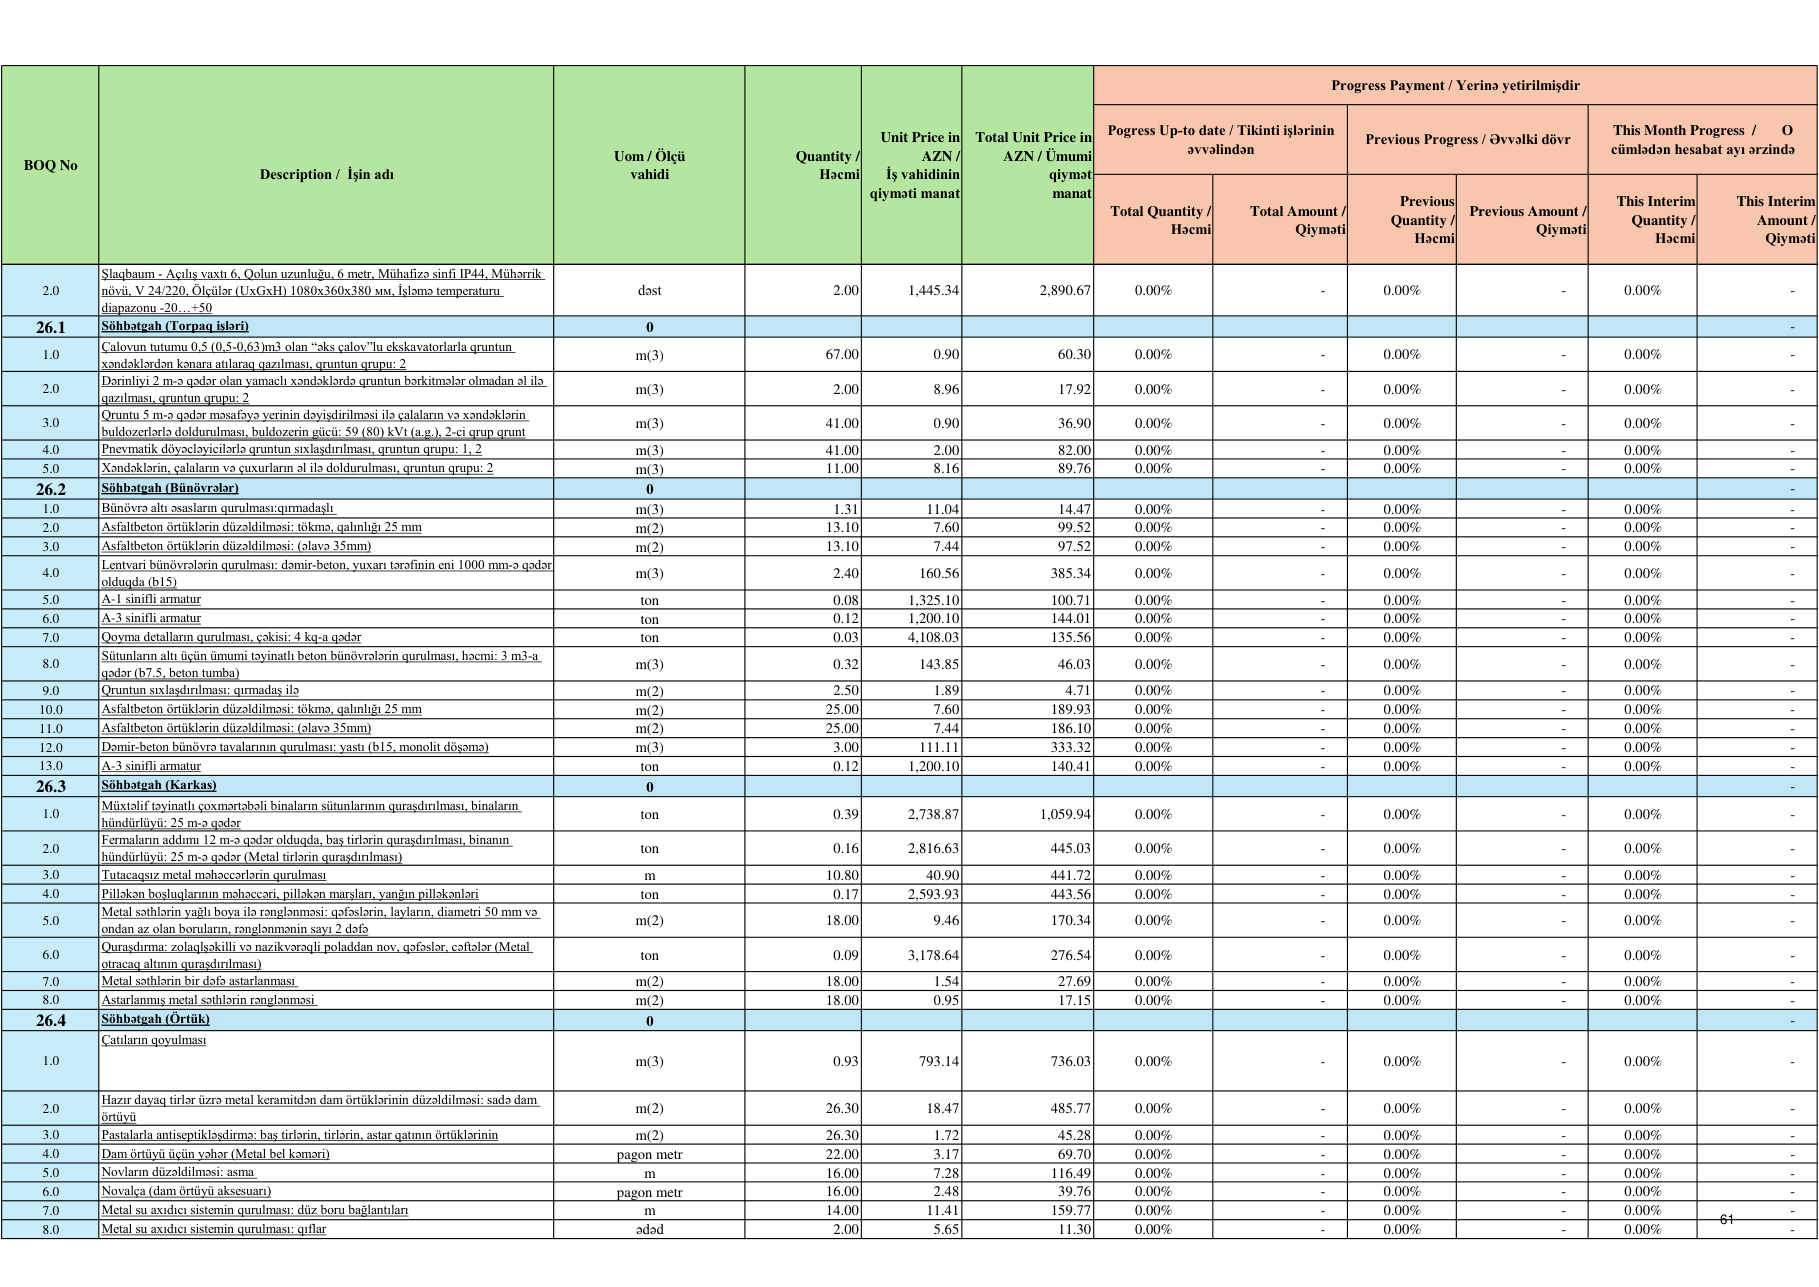 BOQ No
Description / İşin adı
Uom / Ölçü
vahidi
Quantity /
Həcmi
Unit Price in
AZN /
İş vahidinin
qiyməti manat
Total Unit Price in
AZN / Ümumi
qiymət
manat
Progress Payment / Yerinə yetirilmişdir
Pogress Up-to date / Tikinti işlərinin
əvvəlindən
Previous Progress / Əvvəlki dövr
This Month Progress / O
cümlədən hesabat ayı ərzində
Total Quantity /
Həcmi
Total Amount /
Qiyməti
Previous
Quantity /
Həcmi
Previous Amount /
Qiyməti
This Interim
Quantity /
Həcmi
This Interim
Amount /
Qiyməti
Şlaqbaum - Açılış vaxtı 6, Qolun uzunluğu, 6 metr, Mühafizə sinfi IP44, Mühərrik
2.0 növü, V 24/220, Ölçülər (UxGxH) 1080x360x380 мм, İşləmə temperaturu dəst 2.00 1,445.34 2,890.67 0.00% - 0.00% - 0.00% -
diapazonu -20…+50
26.1 Söhbətgah (Torpaq işləri) 0 -
1.0 Çalovun tutumu 0,5 (0,5-0,63)m3 olan “əks çalov”lu ekskavatorlarla qruntun m(3) 67.00 0.90 60.30 0.00% - 0.00% - 0.00% -
xəndəklərdən kənara atılaraq qazılması, qruntun qrupu: 2
2.0 Dərinliyi 2 m-ə qədər olan yamaclı xəndəklərdə qruntun bərkitmələr olmadan əl ilə m(3) 2.00 8.96 17.92 0.00% - 0.00% - 0.00% -
qazılması, qruntun qrupu: 2
3.0 Qruntu 5 m-ə qədər məsafəyə yerinin dəyişdirilməsi ilə çalaların və xəndəklərin m(3) 41.00 0.90 36.90 0.00% - 0.00% - 0.00% -
buldozerlərlə doldurulması, buldozerin gücü: 59 (80) kVt (a.g.), 2-ci qrup qrunt
4.0 Pnevmatik döyəcləyicilərlə qruntun sıxlaşdırılması, qruntun qrupu: 1, 2 m(3) 41.00 2.00 82.00 0.00% - 0.00% - 0.00% -
5.0 Xəndəklərin, çalaların və çuxurların əl ilə doldurulması, qruntun qrupu: 2 m(3) 11.00 8.16 89.76 0.00% - 0.00% - 0.00% -
26.2 Söhbətgah (Bünövrələr) 0 -
1.0 Bünövrə altı əsasların qurulması:qırmadaşlı m(3) 1.31 11.04 14.47 0.00% - 0.00% - 0.00% -
2.0 Asfaltbeton örtüklərin düzəldilməsi: tökmə, qalınlığı 25 mm m(2) 13.10 7.60 99.52 0.00% - 0.00% - 0.00% -
3.0 Asfaltbeton örtüklərin düzəldilməsi: (əlavə 35mm) m(2) 13.10 7.44 97.52 0.00% - 0.00% - 0.00% -
4.0 Lentvari bünövrələrin qurulması: dəmir-beton, yuxarı tərəfinin eni 1000 mm-ə qədər m(3) 2.40 160.56 385.34 0.00% - 0.00% - 0.00% -
olduqda (b15)
5.0 A-1 sinifli armatur ton 0.08 1,325.10 100.71 0.00% - 0.00% - 0.00% -
6.0 A-3 sinifli armatur ton 0.12 1,200.10 144.01 0.00% - 0.00% - 0.00% -
7.0 Qoyma detalların qurulması, çəkisi: 4 kq-a qədər ton 0.03 4,108.03 135.56 0.00% - 0.00% - 0.00% -
8.0 Sütunların altı üçün ümumi təyinatlı beton bünövrələrin qurulması, həcmi: 3 m3-a m(3) 0.32 143.85 46.03 0.00% - 0.00% - 0.00% -
qədər (b7.5, beton tumba)
9.0 Qruntun sıxlaşdırılması: qırmadaş ilə m(2) 2.50 1.89 4.71 0.00% - 0.00% - 0.00% -
10.0 Asfaltbeton örtüklərin düzəldilməsi: tökmə, qalınlığı 25 mm m(2) 25.00 7.60 189.93 0.00% - 0.00% - 0.00% -
11.0 Asfaltbeton örtüklərin düzəldilməsi: (əlavə 35mm) m(2) 25.00 7.44 186.10 0.00% - 0.00% - 0.00% -
12.0 Dəmir-beton bünövrə tavalarının qurulması: yastı (b15, monolit döşəmə) m(3) 3.00 111.11 333.32 0.00% - 0.00% - 0.00% -
13.0 A-3 sinifli armatur ton 0.12 1,200.10 140.41 0.00% - 0.00% - 0.00% -
26.3 Söhbətgah (Karkas) 0 -
1.0 Müxtəlif təyinatlı çoxmərtəbəli binaların sütunlarının quraşdırılması, binaların ton 0.39 2,738.87 1,059.94 0.00% - 0.00% - 0.00% -
hündürlüyü: 25 m-ə qədər
2.0 Fermaların addımı 12 m-ə qədər olduqda, baş tirlərin quraşdırılması, binanın ton 0.16 2,816.63 445.03 0.00% - 0.00% - 0.00% -
hündürlüyü: 25 m-ə qədər (Metal tirlərin quraşdırılması)
3.0 Tutacaqsız metal məhəccərlərin qurulması m 10.80 40.90 441.72 0.00% - 0.00% - 0.00% -
4.0 Pilləkən boşluqlarının məhəccəri, pilləkən marşları, yanğın pilləkənləri ton 0.17 2,593.93 443.56 0.00% - 0.00% - 0.00% -
5.0 Metal səthlərin yağlı boya ilə rənglənməsi: qəfəslərin, layların, diametri 50 mm və m(2) 18.00 9.46 170.34 0.00% - 0.00% - 0.00% -
ondan az olan boruların, rənglənmənin sayı 2 dəfə
6.0 Quraşdırma: zolaqlşəkilli və nazikvərəqli poladdan nov, qəfəslər, cəftələr (Metal ton 0.09 3,178.64 276.54 0.00% - 0.00% - 0.00% -
otracaq altının quraşdırılması)
7.0 Metal səthlərin bir dəfə astarlanması m(2) 18.00 1.54 27.69 0.00% - 0.00% - 0.00% -
8.0 Astarlanmış metal səthlərin rənglənməsi m(2) 18.00 0.95 17.15 0.00% - 0.00% - 0.00% -
26.4 Söhbətgah (Örtük) 0 -
1.0 Çatıların qoyulması m(3) 0.93 793.14 736.03 0.00% - 0.00% - 0.00% -
2.0 Hazır dayaq tirlər üzrə metal keramitdən dam örtüklərinin düzəldilməsi: sadə dam m(2) 26.30 18.47 485.77 0.00% - 0.00% - 0.00% -
örtüyü
3.0 Pastalarla antiseptikləşdirmə: baş tirlərin, tirlərin, astar qatının örtüklərinin m(2) 26.30 1.72 45.28 0.00% - 0.00% - 0.00% -
4.0 Dam örtüyü üçün yəhər (Metal bel kəməri) pagon metr 22.00 3.17 69.70 0.00% - 0.00% - 0.00% -
5.0 Novların düzəldilməsi: asma m 16.00 7.28 116.49 0.00% - 0.00% - 0.00% -
6.0 Novalça (dam örtüyü aksesuarı) pagon metr 16.00 2.48 39.76 0.00% - 0.00% - 0.00% -
7.0 Metal su axıdıcı sistemin qurulması: düz boru bağlantıları m 14.00 11.41 159.77 0.00% - 0.00% - 0.00% -
8.0 Metal su axıdıcı sistemin qurulması: qıflar ədəd 2.00 5.65 11.30 0.00% - 0.00% - 0.00% -
61